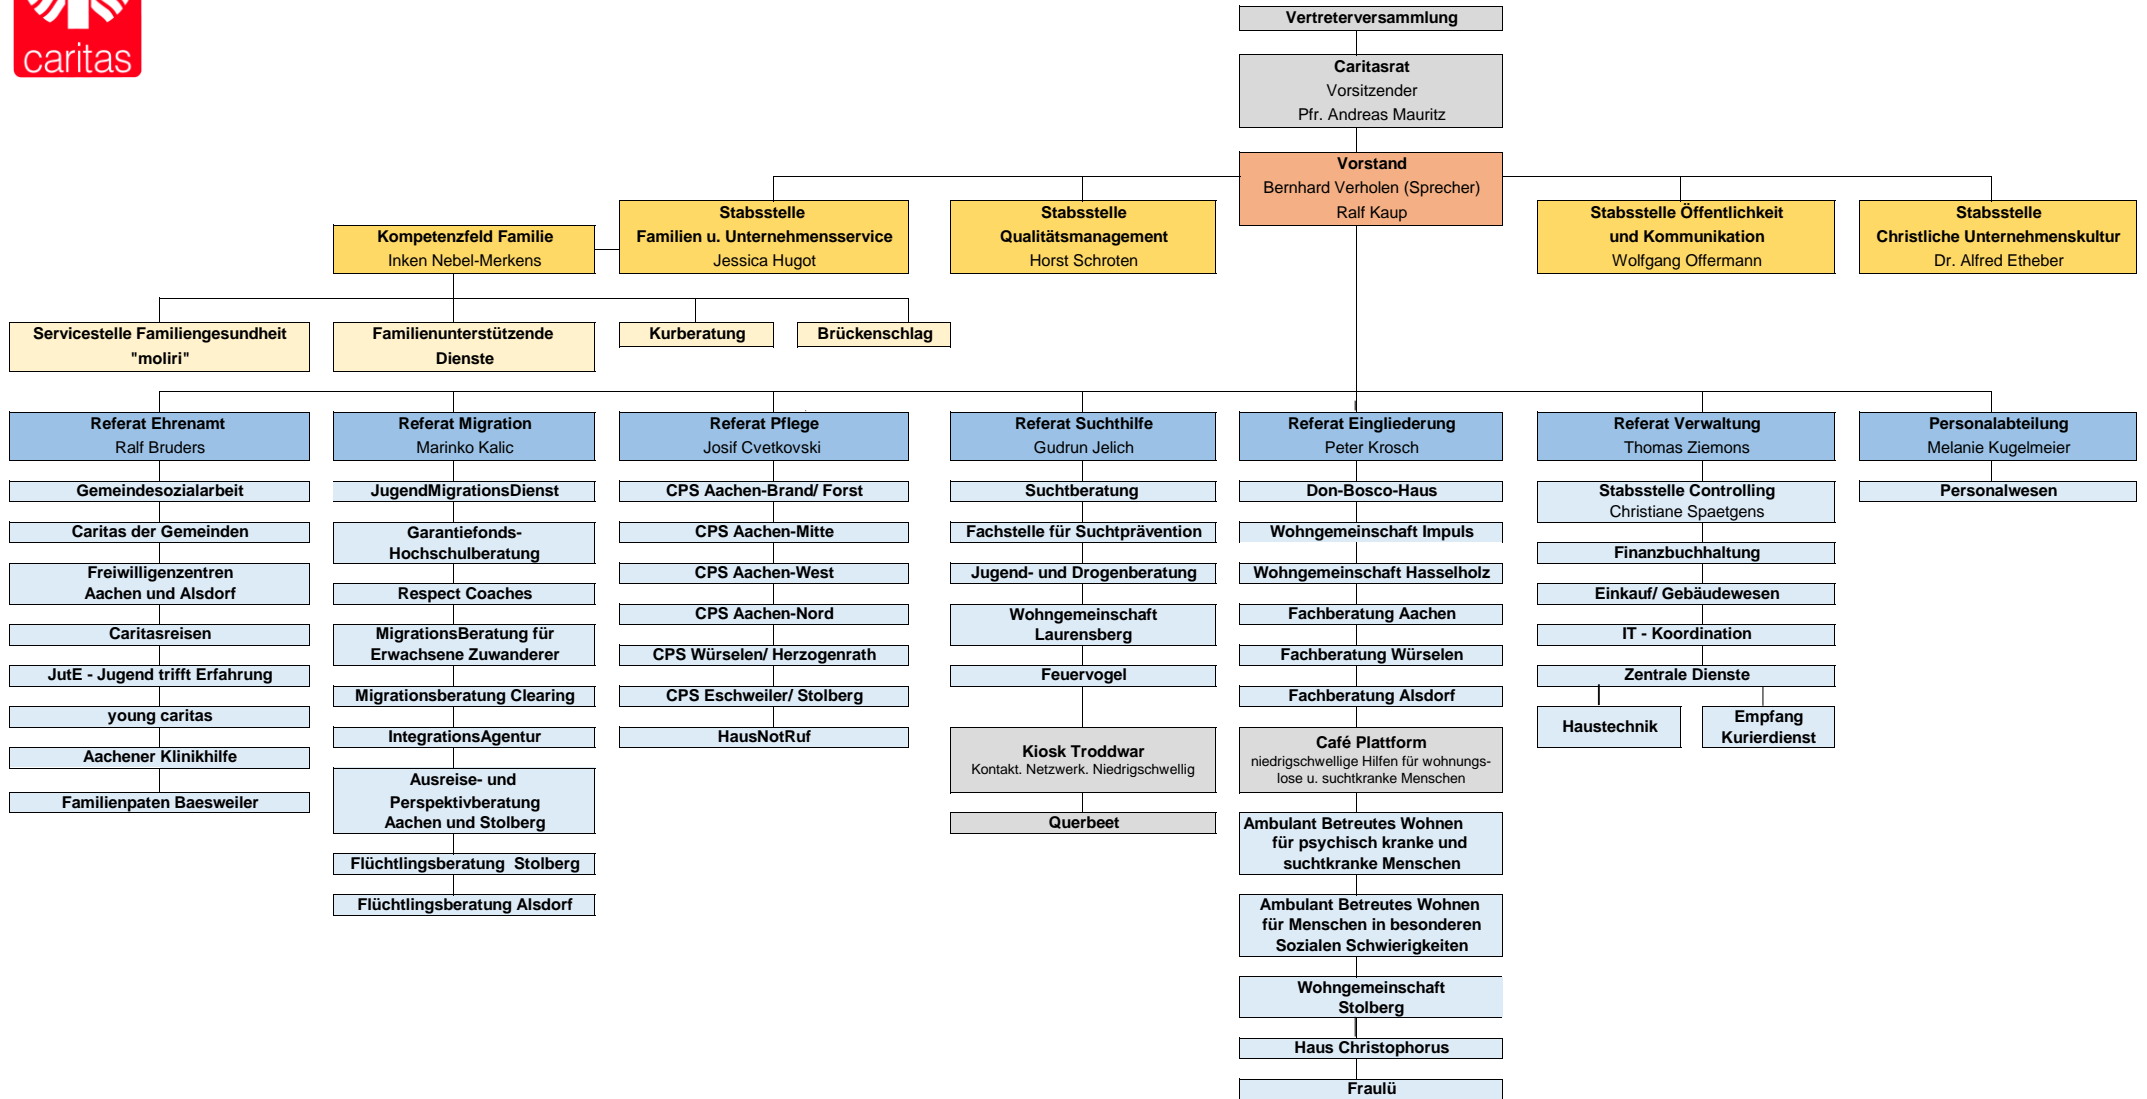 caritas
Vertreterversammlung
Caritasrat
Vorsitzender
Pfr. Andreas Mauritz
Vorstand
Bernhard Verholen (Sprecher)
Ralf Kaup
Kompetenzfeld Familie
Inken Nebel-Merkens
Stabsstelle
Familien u. Unternehmensservice
Jessica Hugot
Stabsstelle
Qualitätsmanagement
Horst Schroten
Stabsstelle Öffentlichkeit
und Kommunikation
Wolfgang Offermann
Stabsstelle
Christliche Unternehmenskultur
Dr. Alfred Etheber
Servicestelle Familiengesundheit
"moliri"
Familienunterstützende
Dienste
Kurberatung
Brückenschlag
Referat Ehrenamt
Ralf Bruders
Gemeindesozialarbeit
Caritas der Gemeinden
Freiwilligenzentren
Aachen und Alsdorf
Caritasreisen
JutE - Jugend trifft Erfahrung
young caritas
Aachener Klinikhilfe
Familienpaten Baesweiler
Referat Migration
Marinko Kalic
JugendMigrationsDienst
Garantiefonds-
Hochschulberatung
Respect Coaches
MigrationsBeratung für
Erwachsene Zuwanderer
Migrationsberatung Clearing
IntegrationsAgentur
Ausreise- und
Perspektivberatung
Aachen und Stolberg
Flüchtlingsberatung  Stolberg
Flüchtlingsberatung Alsdorf
Referat Pflege
Josif Cvetkovski
CPS Aachen-Brand/ Forst
CPS Aachen-Mitte
CPS Aachen-West
CPS Aachen-Nord
CPS Würselen/ Herzogenrath
CPS Eschweiler/ Stolberg
HausNotRuf
Referat Suchthilfe
Gudrun Jelich
Suchtberatung
Fachstelle für Suchtprävention
Jugend- und Drogenberatung
Wohngemeinschaft
Laurensberg
Feuervogel
Kiosk Troddwar
Kontakt. Netzwerk. Niedrigschwellig
Querbeet
Referat Eingliederung
Peter Krosch
Don-Bosco-Haus
Wohngemeinschaft Impuls
Wohngemeinschaft Hasselholz
Fachberatung Aachen
Fachberatung Würselen
Fachberatung Alsdorf
Café Plattform
niedrigschwellige Hilfen für wohnungs-
lose u. suchtkranke Menschen
Ambulant Betreutes Wohnen
für psychisch kranke und
suchtkranke Menschen
Ambulant Betreutes Wohnen
für Menschen in besonderen
Sozialen Schwierigkeiten
Wohngemeinschaft
Stolberg
Haus Christophorus
Fraulü
Referat Verwaltung
Thomas Ziemons
Stabsstelle Controlling
Christiane Spaetgens
Finanzbuchhaltung
Einkauf/ Gebäudewesen
IT - Koordination
Zentrale Dienste
Haustechnik
Empfang
Kurierdienst
Personalabteilung
Melanie Kugelmeier
Personalwesen